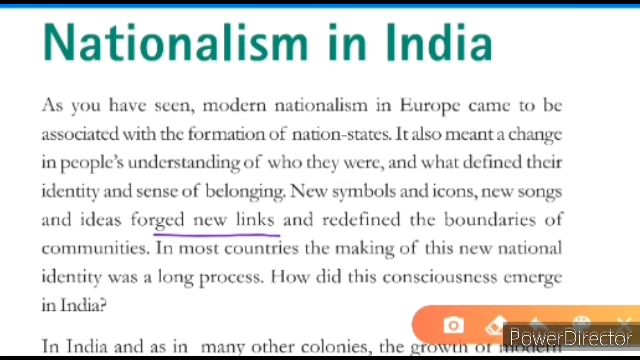 Nationalism in India
As you have seen, modern nationalism in Europe came to be
associated with the formation of nation-states. It also meant a change
in people's understanding of who they were, and what defined their
identity and sense of belonging. New symbols and icons, new songs
and ideas forged new links and redefined the boundaries of
communities. In most countries the making of this new national
identity was a long process. How did this consciousness emerge
in India?
In India and as in many other colonies, the growth of modern
PowerDirector